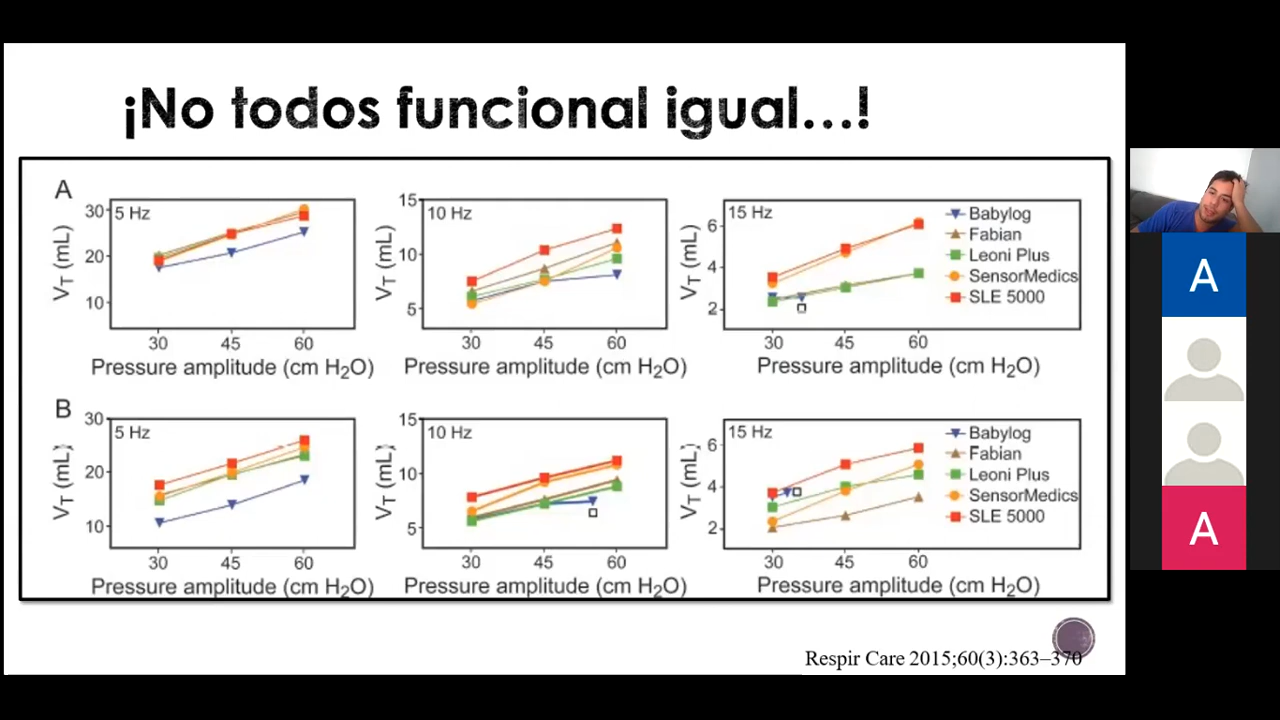 ¡No todos funcional igual...!
A
5 Hz
30
20
10
V_T (mL)
30 45 60
Pressure amplitude (cm H₂O)
10 Hz
15
10
5
V_T (mL)
30 45 60
Pressure amplitude (cm H₂O)
15 Hz
6
4
2
V_T (mL)
30 45 60
Pressure amplitude (cm H₂O)
Babylog
Fabian
Leoni Plus
SensorMedics
SLE 5000
B
5 Hz
30
20
10
V_T (mL)
30 45 60
Pressure amplitude (cm H₂O)
10 Hz
15
10
5
V_T (mL)
30 45 60
Pressure amplitude (cm H₂O)
15 Hz
6
4
2
V_T (mL)
30 45 60
Pressure amplitude (cm H₂O)
Babylog
Fabian
Leoni Plus
SensorMedics
SLE 5000
Respir Care 2015;60(3):363–370
A
A